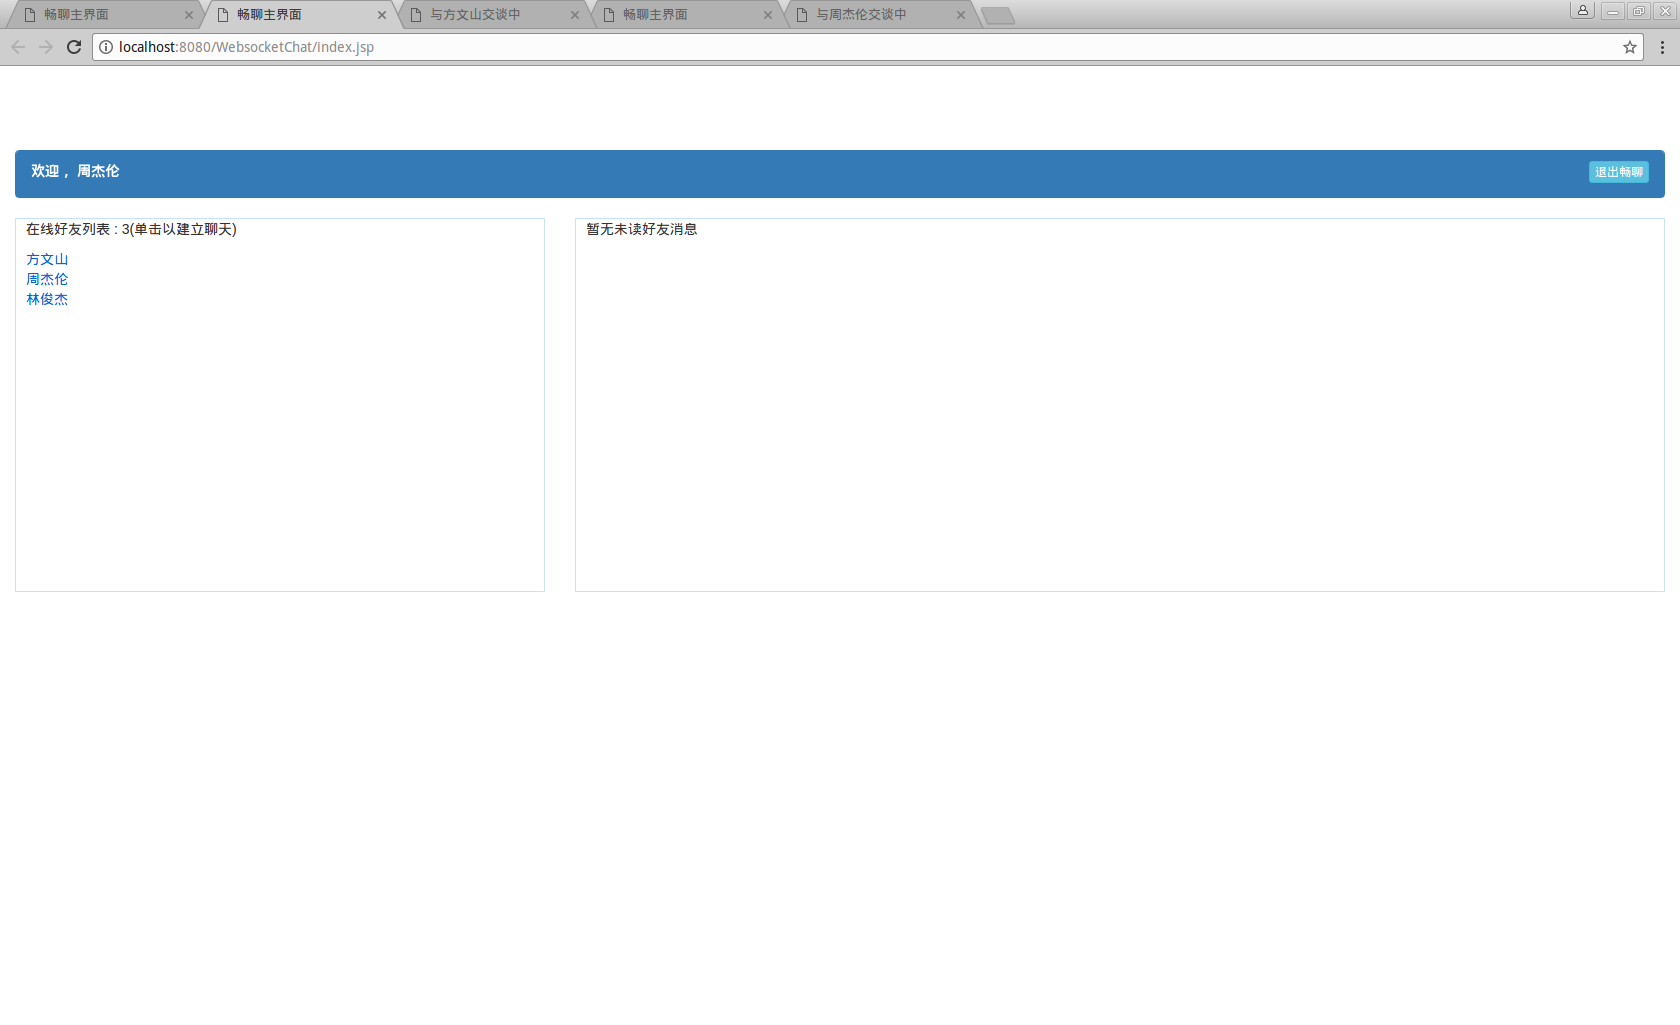 畅聊主界面
畅聊主界面
与方文山交谈中
畅聊主界面
与周杰伦交谈中
localhost:8080/WebsocketChat/index.jsp
欢迎 ， 周杰伦
退出畅聊
在线好友列表 : 3(单击以建立聊天)
方文山
周杰伦
林俊杰
暂无未读好友消息